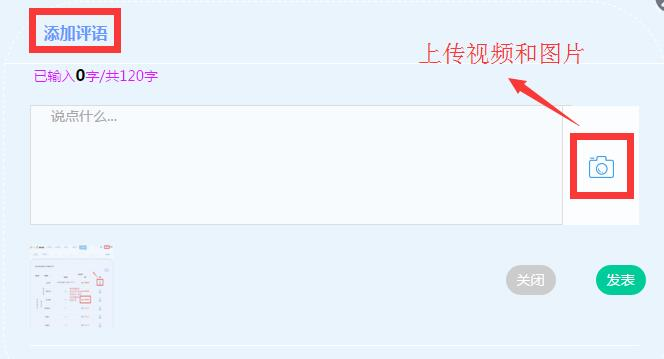 添加评语
上传视频和图片
已输入0字/共120字
说点什么...
关闭
发表